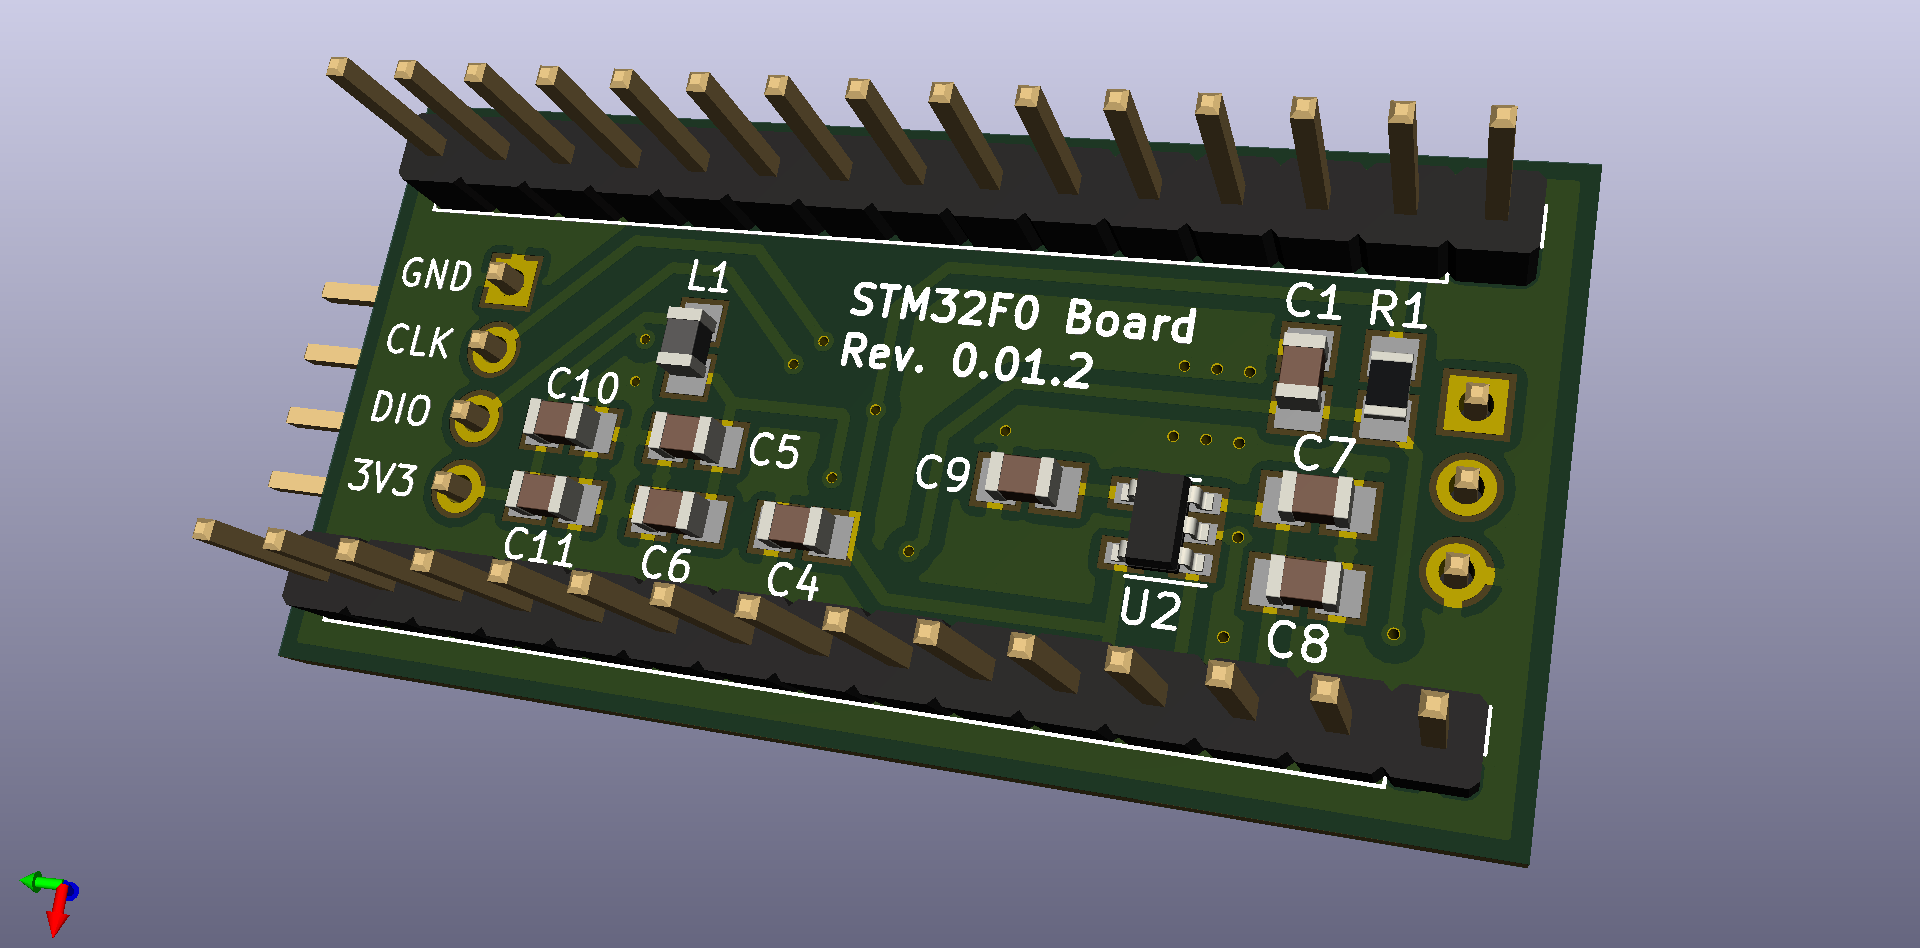 GND
CLK
DIO
3V3
L1
STM32F0 Board
Rev. 0.01.2
C1
R1
C10
C5
C9
C7
C11
C6
C4
U2
C8